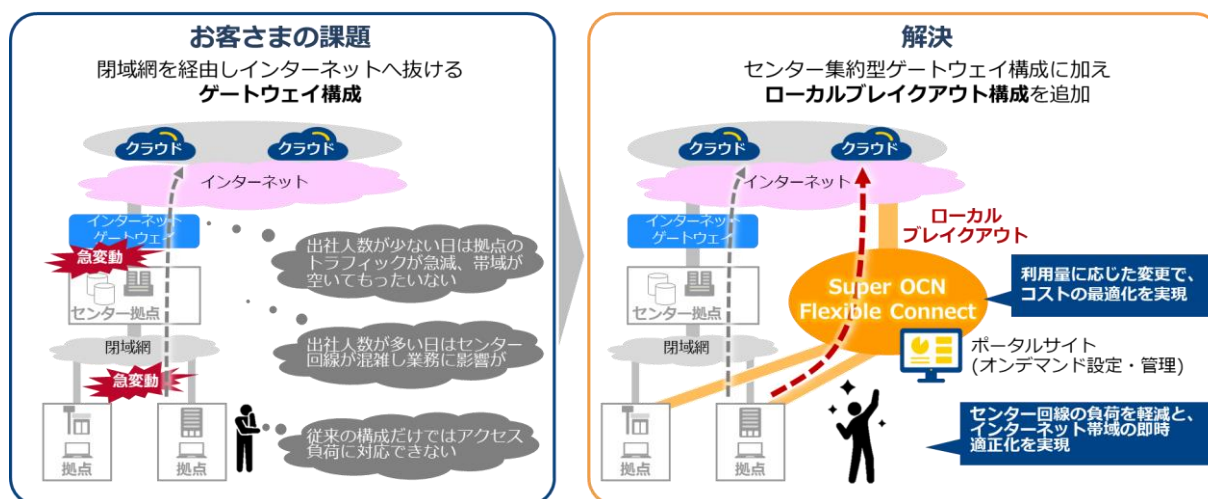 お客さまの課題
閉域網を経由しインターネットへ抜ける
ゲートウェイ構成
クラウド
クラウド
インターネット
インターネット
ゲートウェイ
急変動
センター拠点
閉域網
急変動
拠点
拠点
出社人数が少ない日は拠点の
トラフィックが急減、帯域が
空いてもったいない
出社人数が多い日はセンター
回線が混雑し業務に影響が
従来の構成だけではアクセス
負荷に対応できない
解決
センター集約型ゲートウェイ構成に加え
ローカルブレイクアウト構成を追加
クラウド
クラウド
インターネット
インターネット
ゲートウェイ
ローカル
ブレイクアウト
センター拠点
Super OCN
Flexible Connect
利用量に応じた変更で、
コストの最適化を実現
閉域網
ポータルサイト
(オンデマンド設定・管理)
拠点
拠点
センター回線の負荷を軽減と、
インターネット帯域の即時
適正化を実現